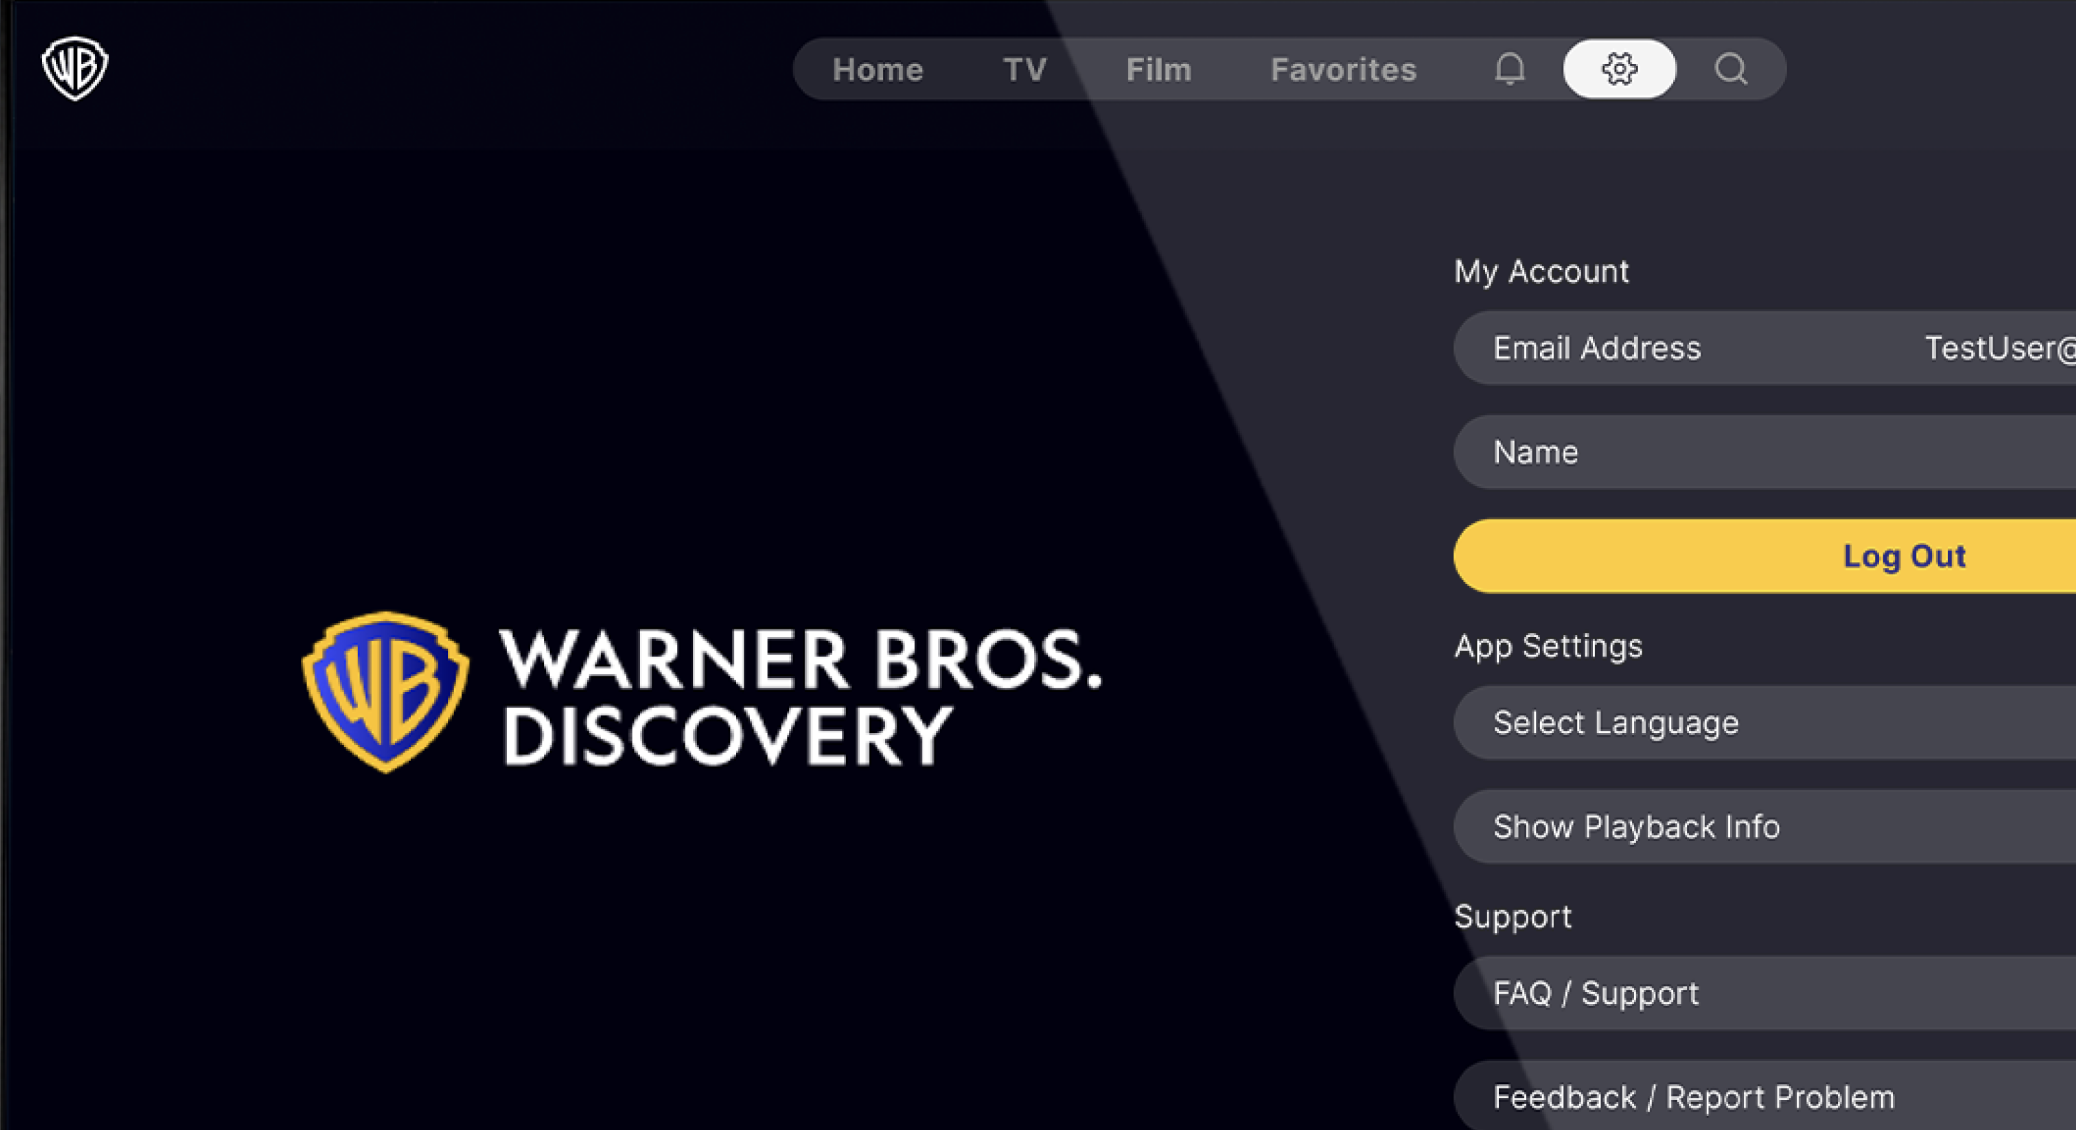 WB
Home TV Film Favorites
My Account
Email Address TestUser@
Name
Log Out
WB WARNER BROS.
DISCOVERY
App Settings
Select Language
Show Playback Info
Support
FAQ / Support
Feedback / Report Problem